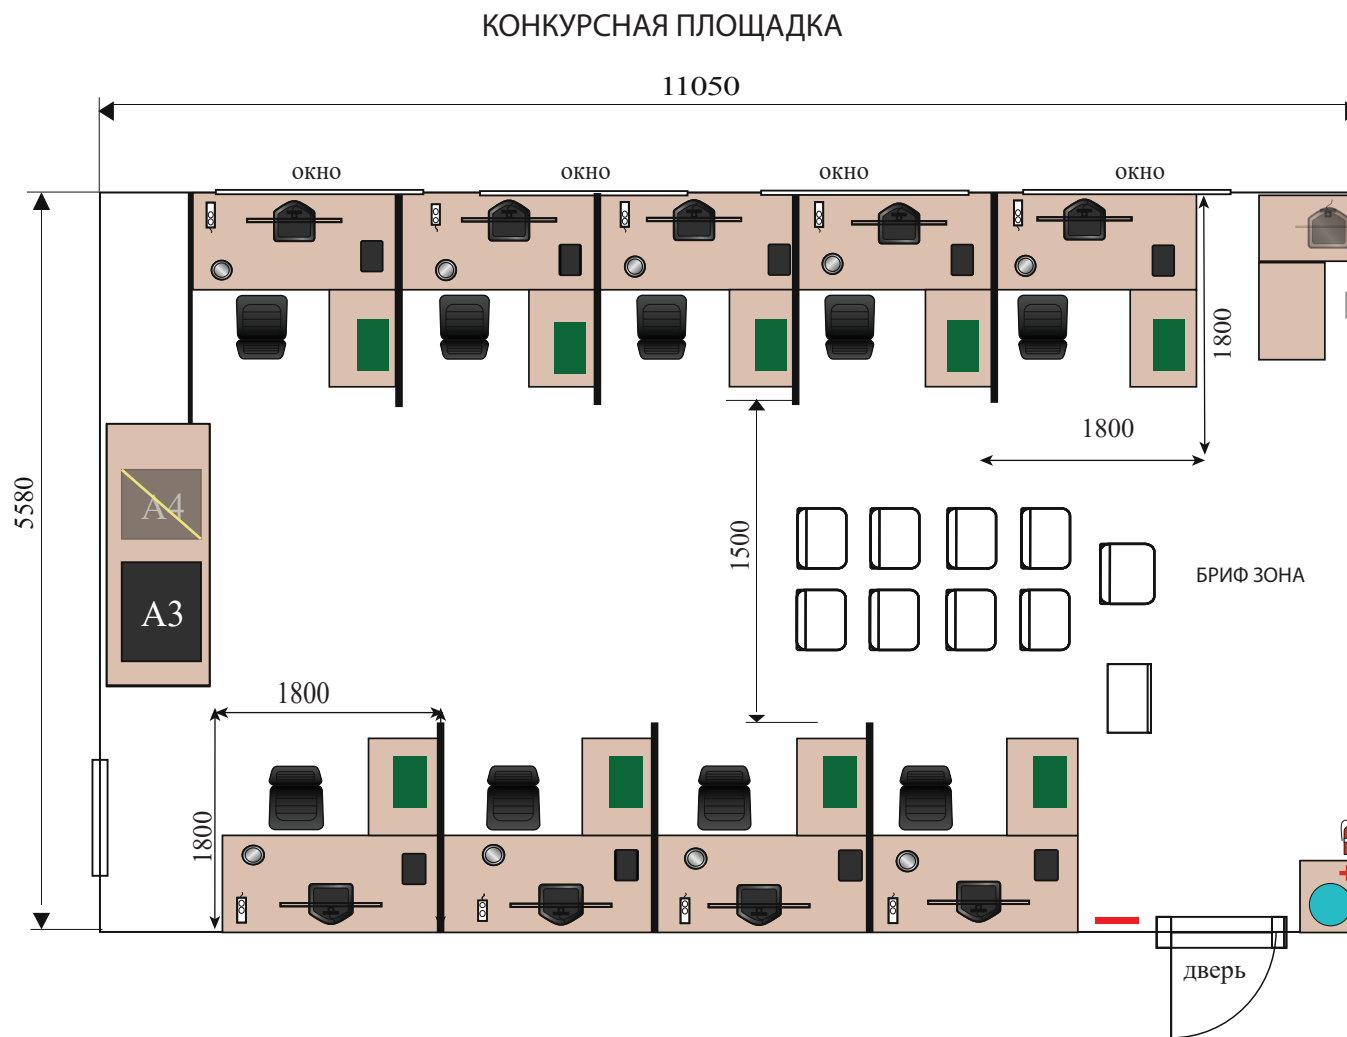 КОНКУРСНАЯ ПЛОЩАДКА
11050
окно
окно
окно
окно
1800
1800
5580
A4
1500
БРИФ ЗОНА
A3
1800
1800
дверь